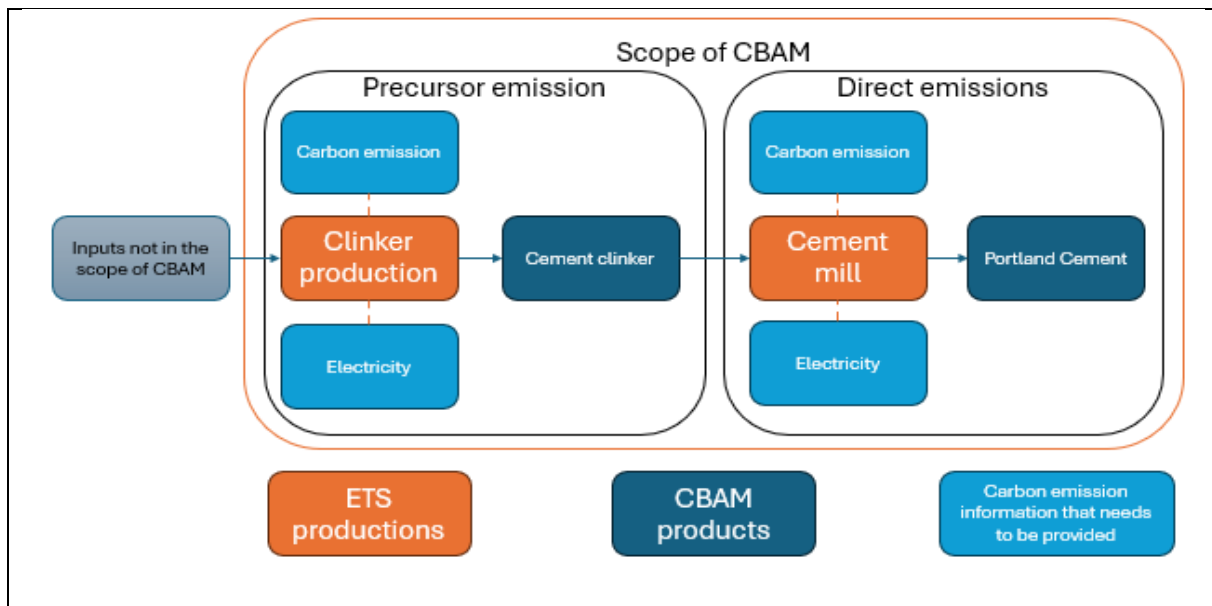 Scope of CBAM
Precursor emission
Direct emissions
Carbon emission
Carbon emission
Inputs not in the
scope of CBAM
Clinker
production
Cement clinker
Cement
mill
Portland Cement
Electricity
Electricity
ETS
productions
CBAM
products
Carbon emission
information that needs
to be provided